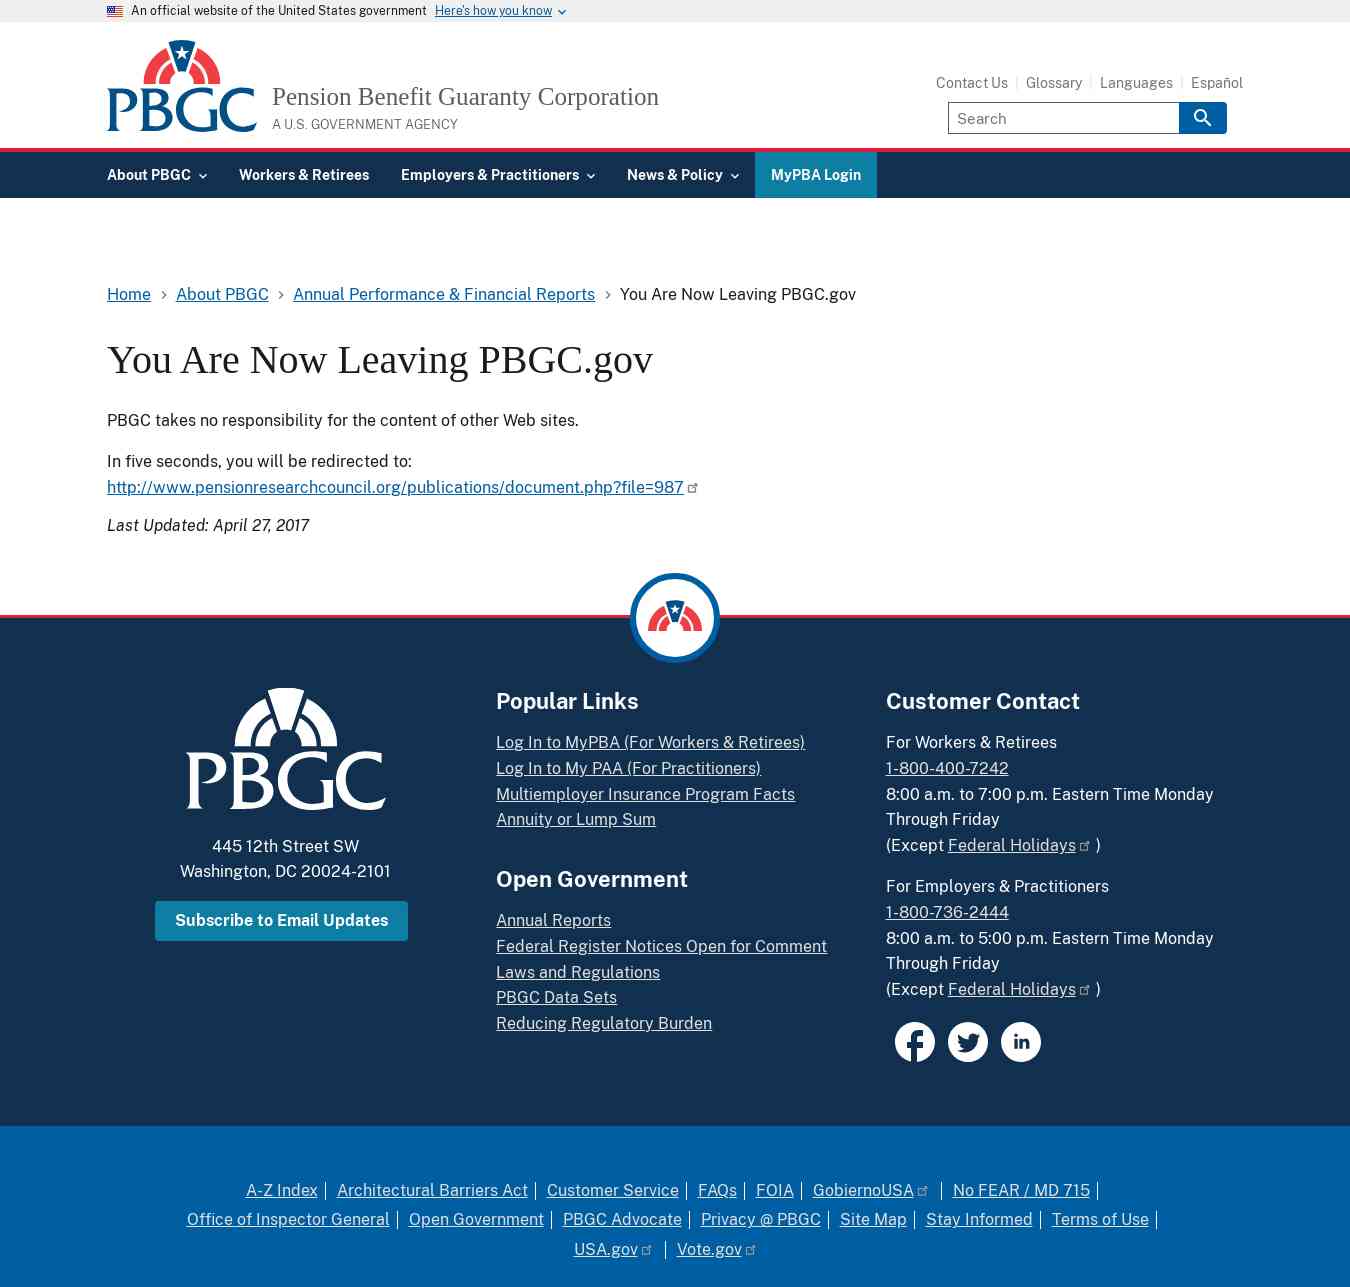 An official website of the United States government Here's how you know
PBGC
Pension Benefit Guaranty Corporation
A U.S. GOVERNMENT AGENCY
Contact Us Glossary Languages Español
Search
About PBGC Workers & Retirees Employers & Practitioners News & Policy MyPBA Login
Home About PBGC Annual Performance & Financial Reports You Are Now Leaving PBGC.gov
You Are Now Leaving PBGC.gov
PBGC takes no responsibility for the content of other Web sites.
In five seconds, you will be redirected to:
http://www.pensionresearchcouncil.org/publications/document.php?file=987
Last Updated: April 27, 2017
PBGC
445 12th Street SW
Washington, DC 20024-2101
Subscribe to Email Updates
Popular Links
Log In to MyPBA (For Workers & Retirees)
Log In to My PAA (For Practitioners)
Multiemployer Insurance Program Facts
Annuity or Lump Sum
Open Government
Annual Reports
Federal Register Notices Open for Comment
Laws and Regulations
PBGC Data Sets
Reducing Regulatory Burden
Customer Contact
For Workers & Retirees
1-800-400-7242
8:00 a.m. to 7:00 p.m. Eastern Time Monday
Through Friday
(Except Federal Holidays )
For Employers & Practitioners
1-800-736-2444
8:00 a.m. to 5:00 p.m. Eastern Time Monday
Through Friday
(Except Federal Holidays )
in
A-Z Index Architectural Barriers Act Customer Service FAQs FOIA GobiernoUSA No FEAR / MD 715
Office of Inspector General Open Government PBGC Advocate Privacy @ PBGC Site Map Stay Informed Terms of Use
USA.gov Vote.gov